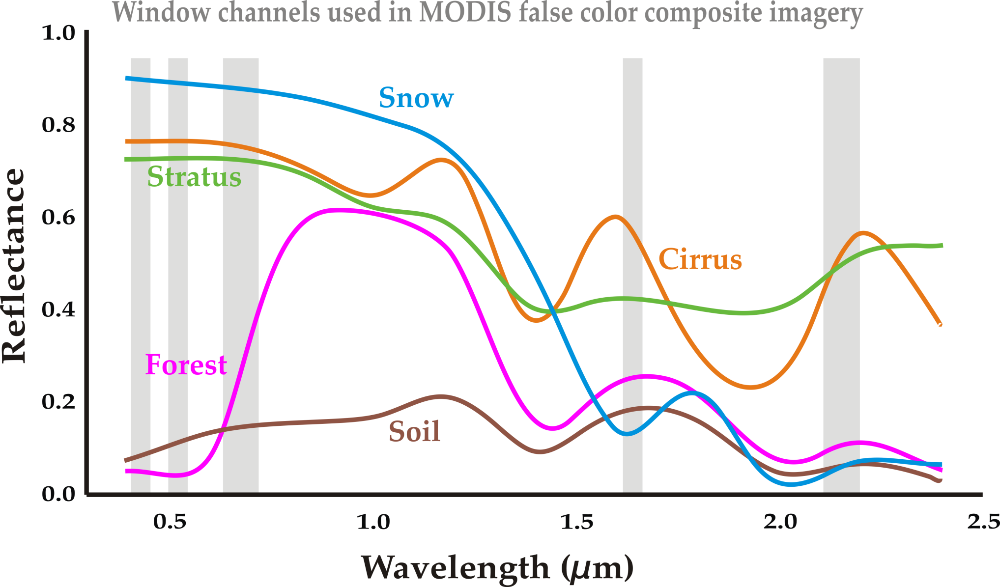 Window channels used in MODIS false color composite imagery
1.0
0.8
0.6
0.4
0.2
0.0
Reflectance
Snow
Stratus
Cirrus
Forest
Soil
0.5 1.0 1.5 2.0 2.5
Wavelength (μm)